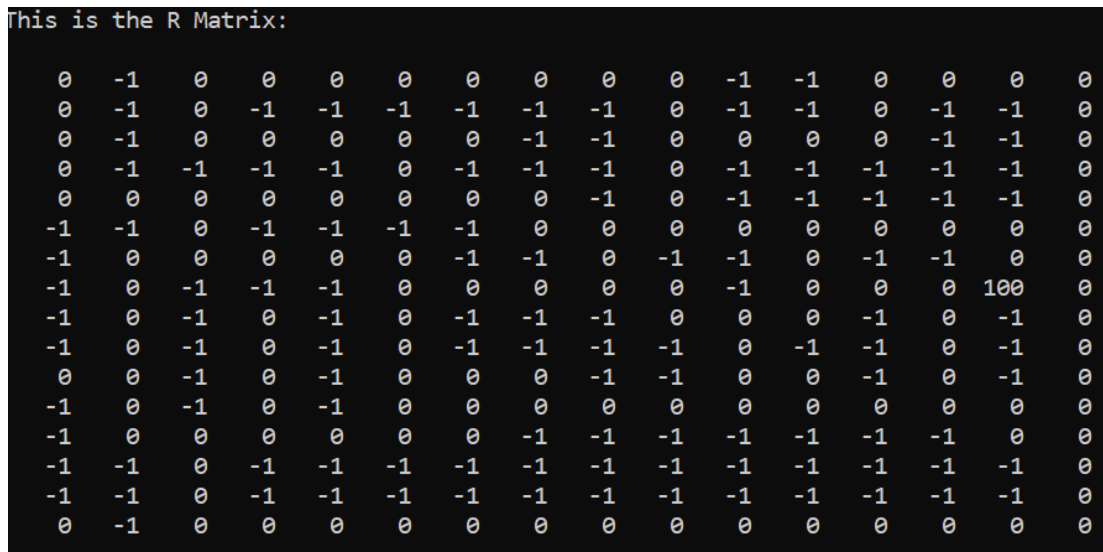 This is the R Matrix:
0 -1 0 0 0 0 0 0 0 0 -1 -1 0 0 0 0
0 -1 0 -1 -1 -1 -1 -1 -1 0 -1 -1 0 -1 -1 0
0 -1 0 0 0 0 0 -1 -1 0 0 0 0 -1 -1 0
0 -1 -1 -1 -1 0 -1 -1 -1 0 -1 -1 -1 -1 -1 0
0 0 0 0 0 0 0 0 -1 0 -1 -1 -1 -1 -1 0
-1 -1 0 -1 -1 -1 -1 0 0 0 0 0 0 0 0 0
-1 0 0 0 0 0 -1 -1 0 -1 -1 0 -1 -1 0 0
-1 0 -1 -1 -1 0 0 0 0 0 -1 0 0 0 100 0
-1 0 -1 0 -1 0 -1 -1 -1 0 0 0 -1 0 -1 0
-1 0 -1 0 -1 0 -1 -1 -1 -1 0 -1 -1 0 -1 0
0 0 -1 0 -1 0 0 0 -1 -1 0 0 -1 0 -1 0
-1 0 -1 0 -1 0 0 0 0 0 0 0 0 0 0 0
-1 0 0 0 0 0 0 -1 -1 -1 -1 -1 -1 -1 0 0
-1 -1 0 -1 -1 -1 -1 -1 -1 -1 -1 -1 -1 -1 -1 0
-1 -1 0 -1 -1 -1 -1 -1 -1 -1 -1 -1 -1 -1 -1 0
0 -1 0 0 0 0 0 0 0 0 0 0 0 0 0 0